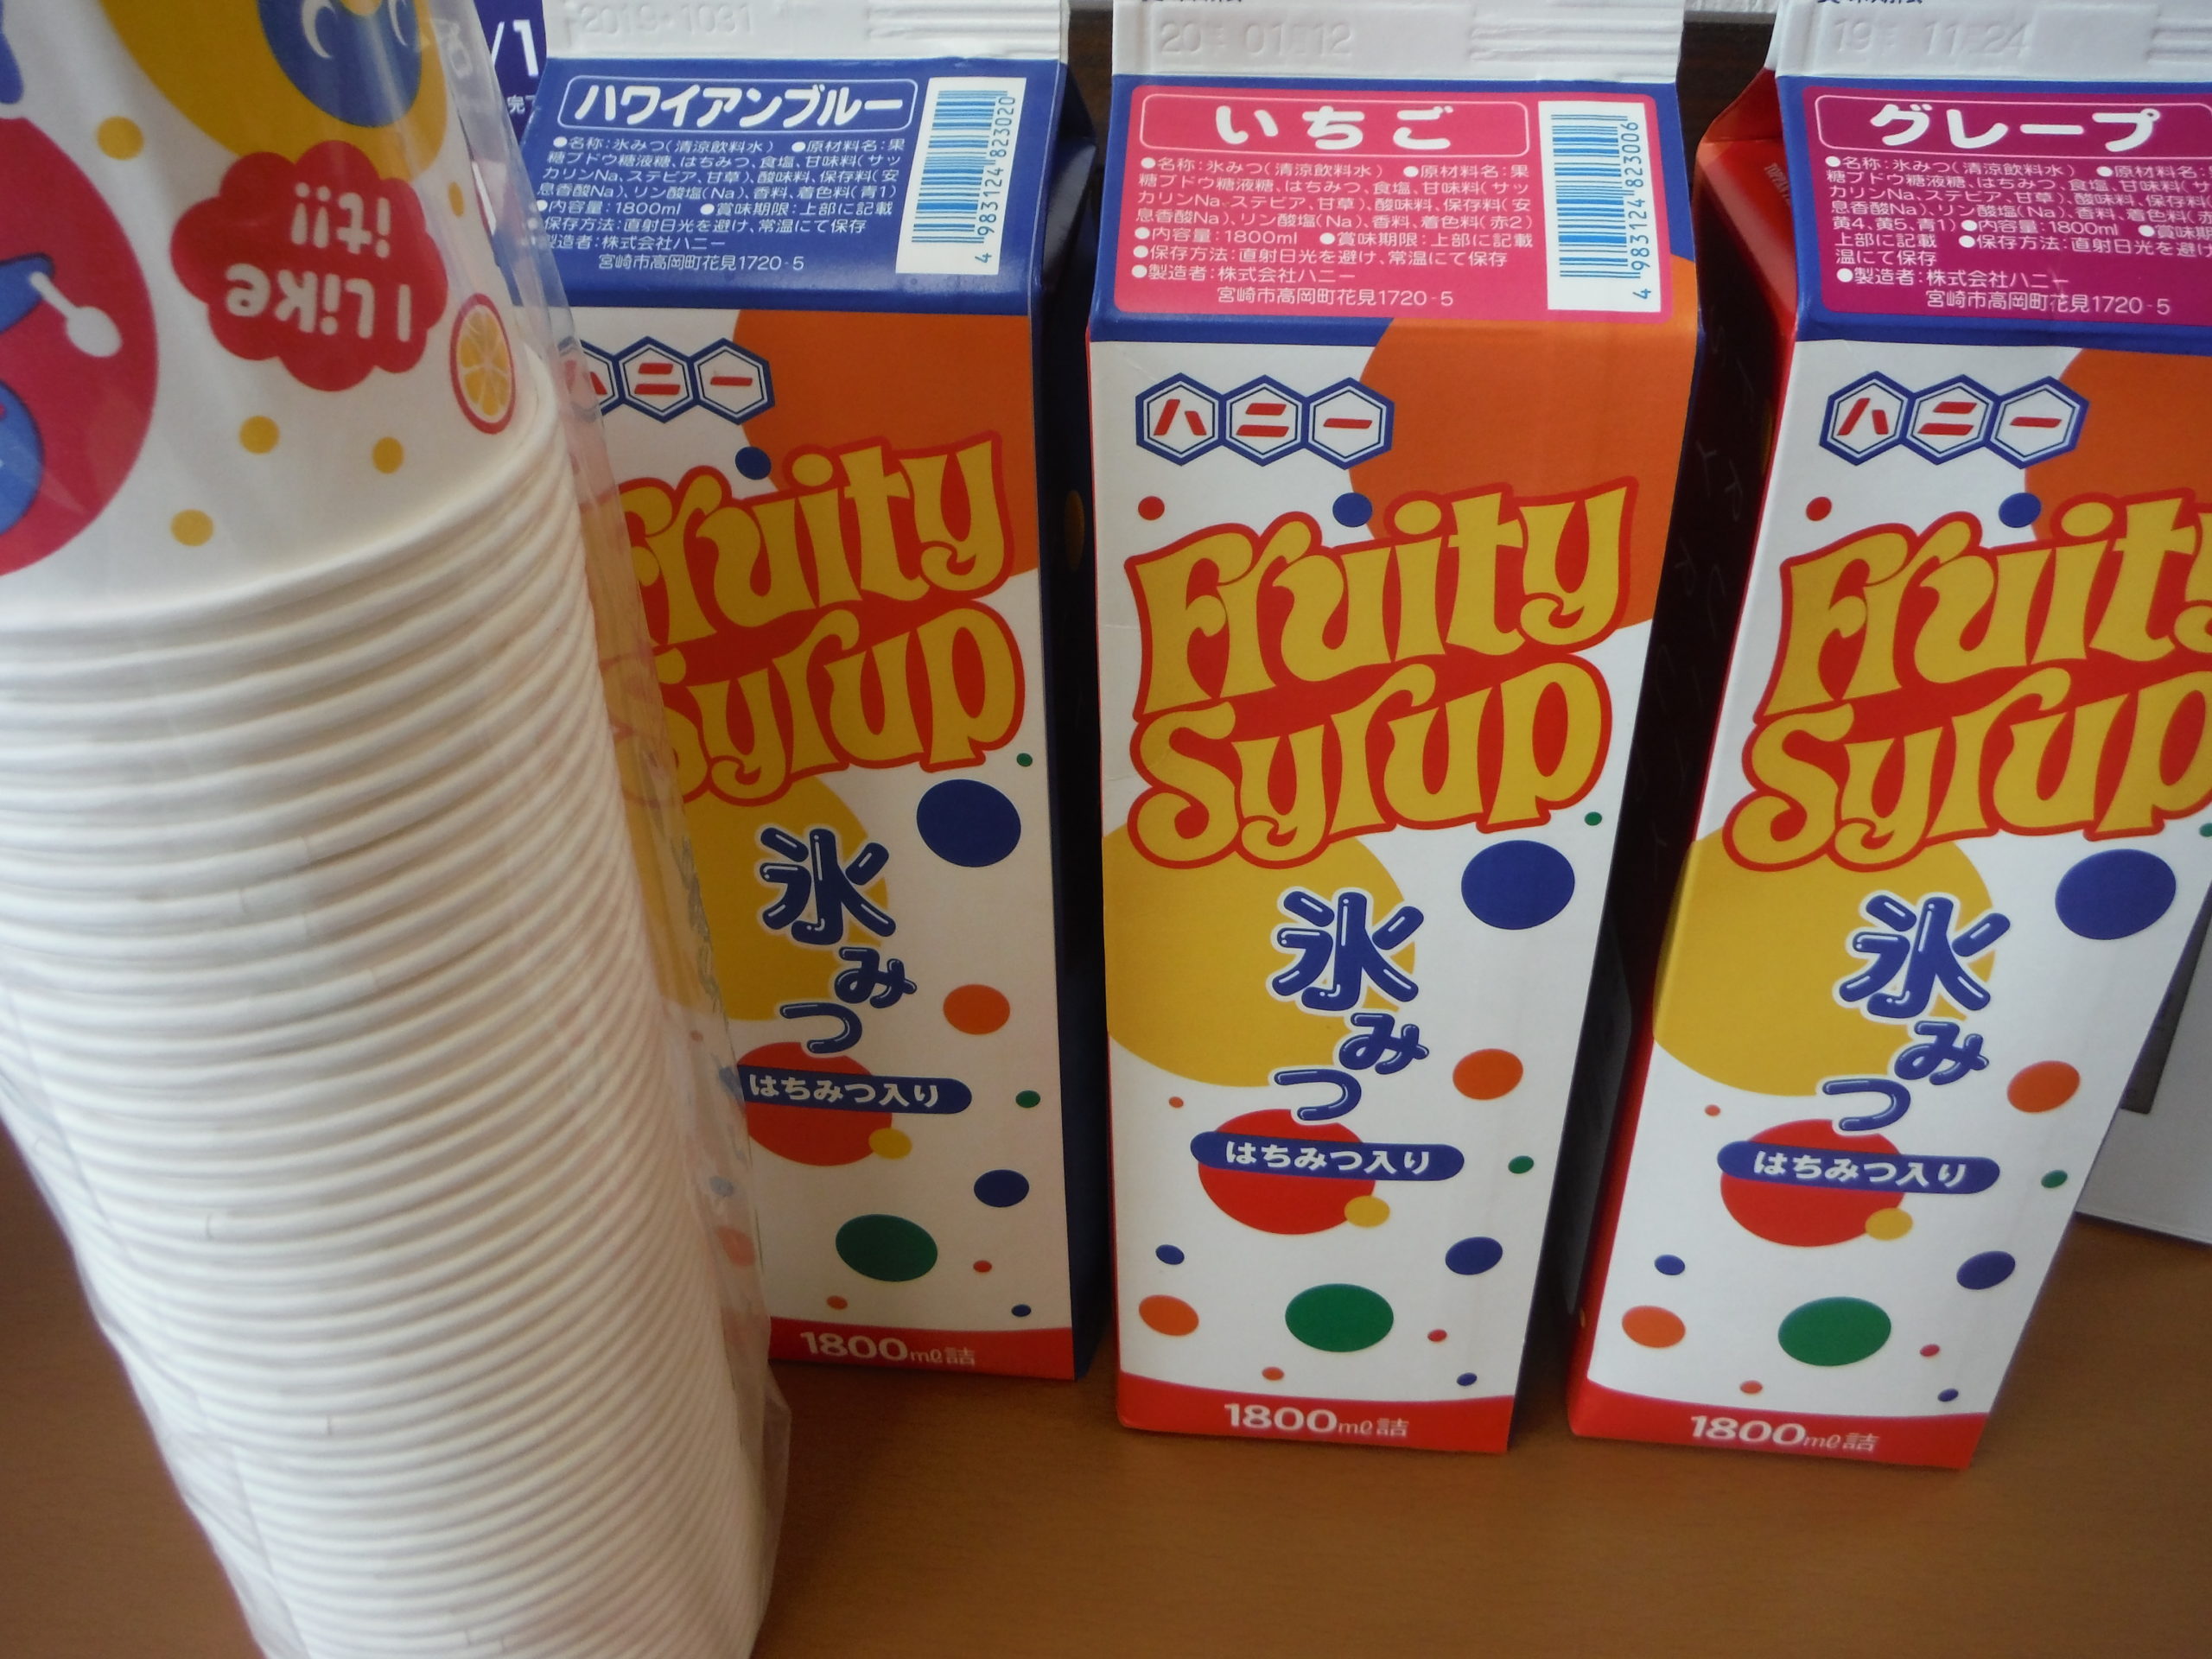 I Like
it!!
/1
完了
2019.1031
ハワイアンブルー
●名称:氷みつ(清涼飲料水) ●原材料名:果
糖ブドウ糖液糖、はちみつ、食塩、甘味料(サッ
カリンNa、ステビア、甘草)、酸味料、保存料(安
息香酸Na)、リン酸塩(Na)、香料、着色料(青1)
●内容量:1800ml ●賞味期限:上部に記載
●保存方法:直射日光を避け、常温にて保存
製造者:株式会社ハニー
宮崎市高岡町花見1720-5
4983124823020
ハニー
Fruity
Syrup
氷みつ
はちみつ入り
1800ml詰
20 01 12
いちご
●名称:氷みつ(清涼飲料水) ●原材料名:果
糖ブドウ糖液糖、はちみつ、食塩、甘味料(サッ
カリンNa、ステビア、甘草)、酸味料、保存料(安
息香酸Na)、リン酸塩(Na)、香料、着色料(赤2)
●内容量:1800ml ●賞味期限:上部に記載
●保存方法:直射日光を避け、常温にて保存
●製造者:株式会社ハニー
宮崎市高岡町花見1720-5
4983124823006
ハニー
Fruity
Syrup
氷みつ
はちみつ入り
1800ml詰
19 11 24
グレープ
●名称:氷みつ(清涼飲料水) ●原材料名:
糖ブドウ糖液糖、はちみつ、食塩、甘味料(サ
カリンNa、ステビア、甘草)、酸味料、保存料
息香酸Na)、リン酸塩(Na)、香料、着色料(
黄4、黄5、青1) ●内容量:1800ml ●賞味期
上部に記載 ●保存方法:直射日光を避け
温にて保存
●製造者:株式会社ハニー
宮崎市高岡町花見1720-5
ハニー
Fruity
Syrup
氷みつ
はちみつ入り
1800ml詰